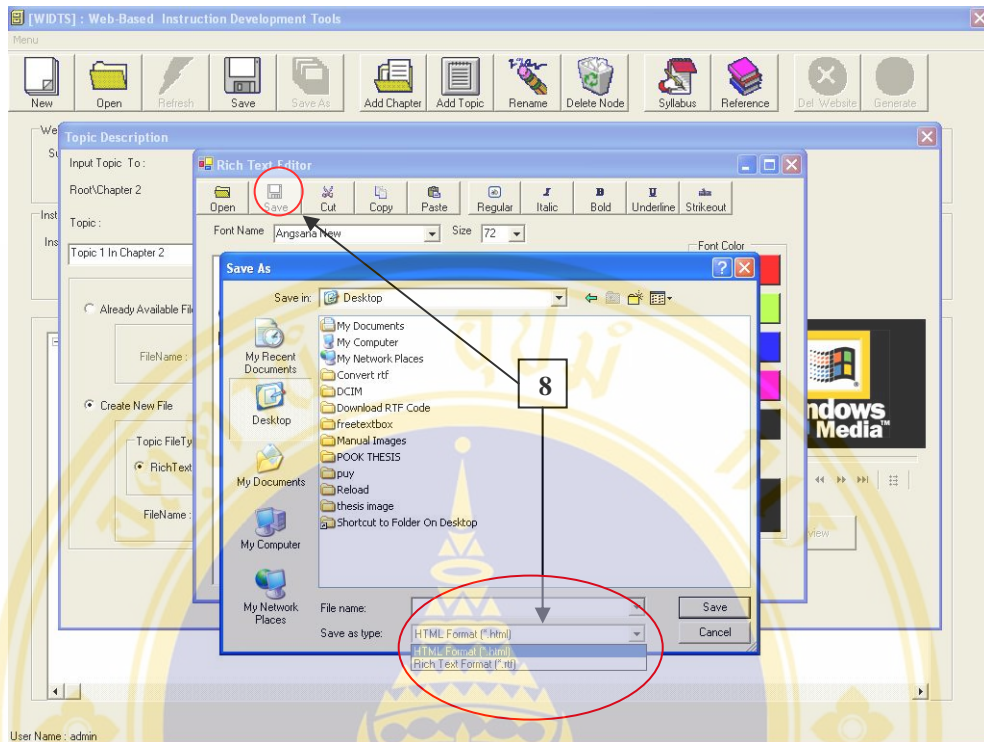 [WIDTS] : Web-Based Instruction Development Tools
Menu
New Open Refresh Save Save As Add Chapter Add Topic Rename Delete Node Syllabus Reference Del Website Generate
We
Topic Description
Su
Input Topic To :
Root\Chapter 2
Inst
Ins
Topic :
Topic 1 In Chapter 2
Already Available Fil
FileName :
Create New File
Topic FileTy
RichText
FileName :
Rich Text Editor
Open Save Cut Copy Paste Regular Italic Bold Underline Strikeout
Font Name Angsana New Size 72
Font Color
Save As
Save in: Desktop
My Recent Documents
Desktop
My Documents
My Computer
My Network Places
My Documents
My Computer
My Network Places
Convert rtf
DCIM
Download RTF Code
freetextbox
Manual Images
POOK THESIS
puy
Reload
thesis image
Shortcut to Folder On Desktop
8
File name:
Save
Save as type: HTML Format (*.html)
Cancel
HTML Format (*.html)
Rich Text Format (*.rtf)
ndows
Media™
view
User Name : admin